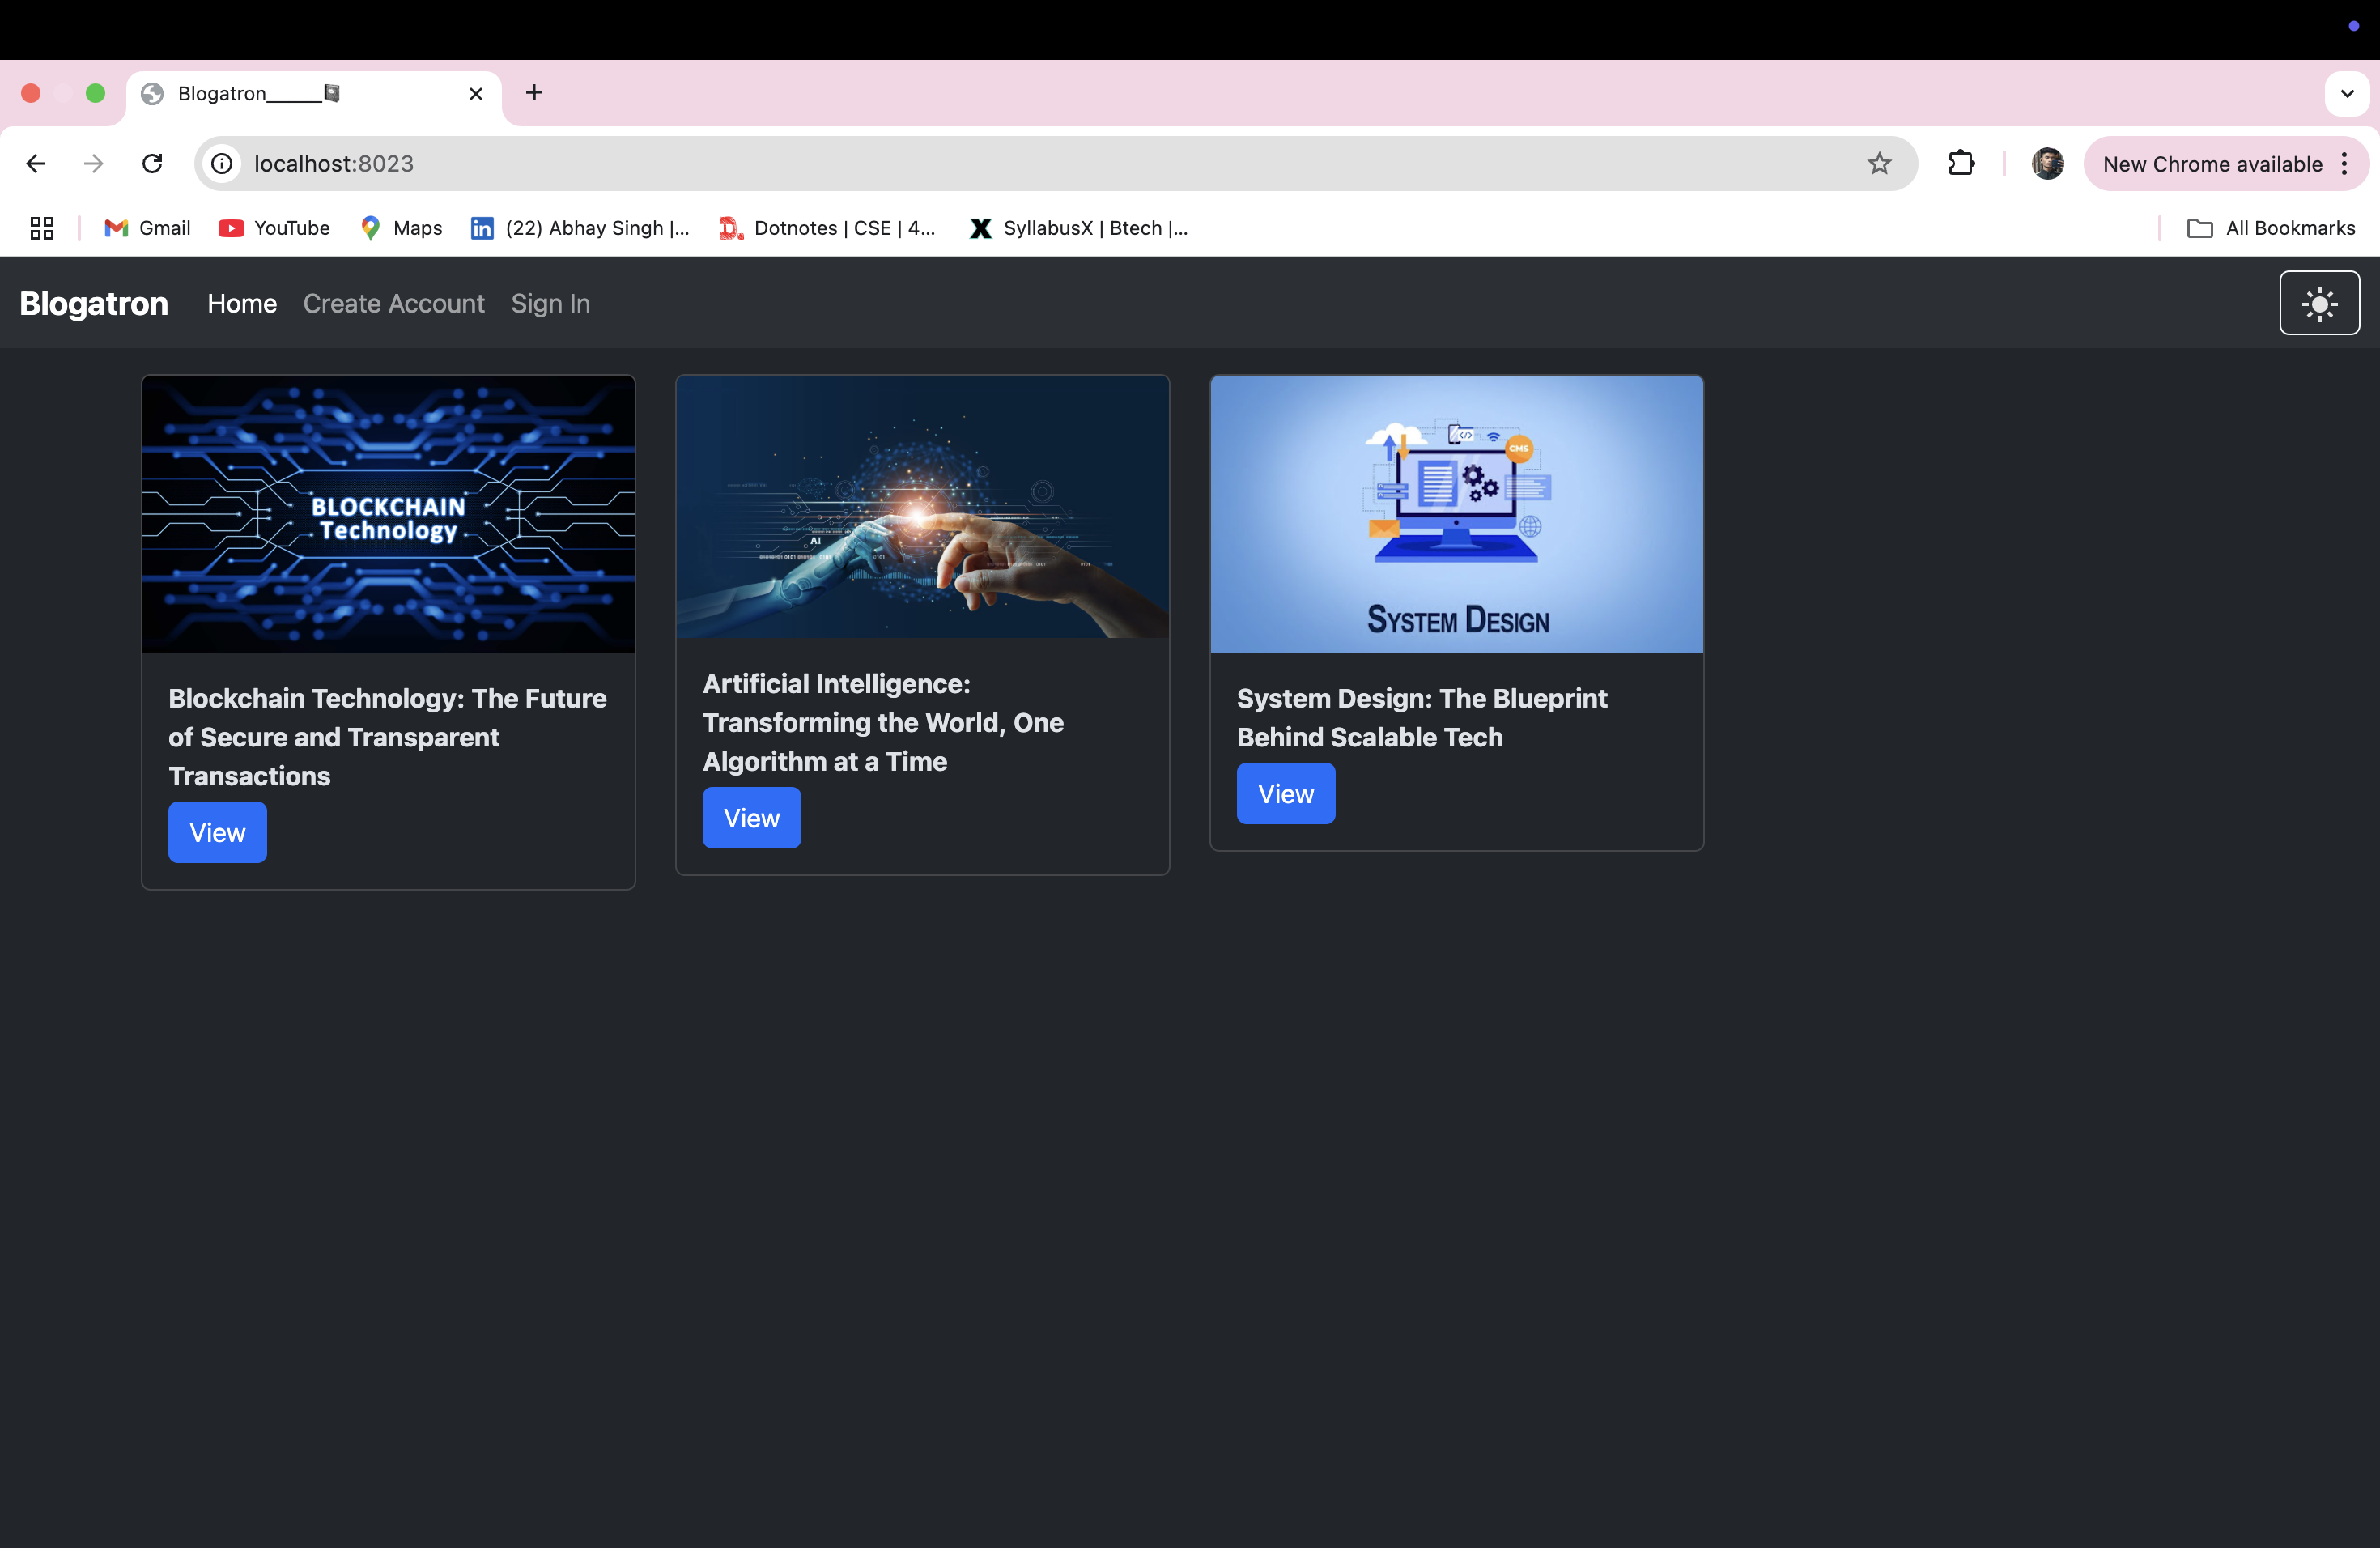 Blogatron______📓
localhost:8023
New Chrome available
Gmail
YouTube
Maps
(22) Abhay Singh |...
Dotnotes | CSE | 4...
SyllabusX | Btech |...
All Bookmarks
Blogatron
Home
Create Account
Sign In
BLOCKCHAIN
Technology
AI
CMS
SYSTEM DESIGN
Blockchain Technology: The Future
of Secure and Transparent
Transactions
View
Artificial Intelligence:
Transforming the World, One
Algorithm at a Time
View
System Design: The Blueprint
Behind Scalable Tech
View